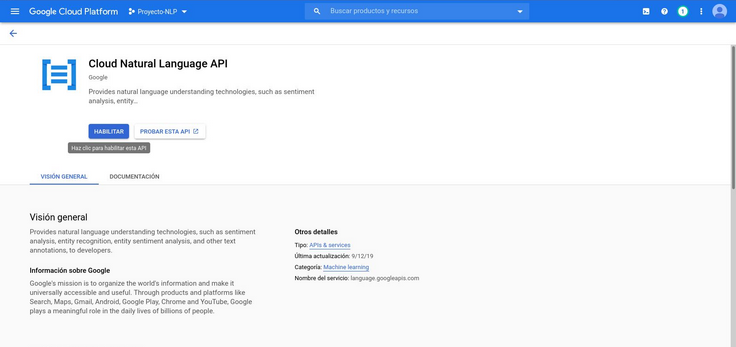 Google Cloud Platform
Proyecto-NLP
Buscar productos y recursos
1
Cloud Natural Language API
Google
Provides natural language understanding technologies, such as sentiment
analysis, entity...
HABILITAR
PROBAR ESTA API
Haz clic para habilitar esta API
VISIÓN GENERAL
DOCUMENTACIÓN
Visión general
Provides natural language understanding technologies, such as sentiment
analysis, entity recognition, entity sentiment analysis, and other text
annotations, to developers.
Información sobre Google
Google's mission is to organize the world's information and make it
universally accessible and useful. Through products and platforms like
Search, Maps, Gmail, Android, Google Play, Chrome and YouTube, Google
plays a meaningful role in the daily lives of billions of people.
Otros detalles
Tipo: APIs & services
Última actualización: 9/12/19
Categoría: Machine learning
Nombre del servicio: language.googleapis.com